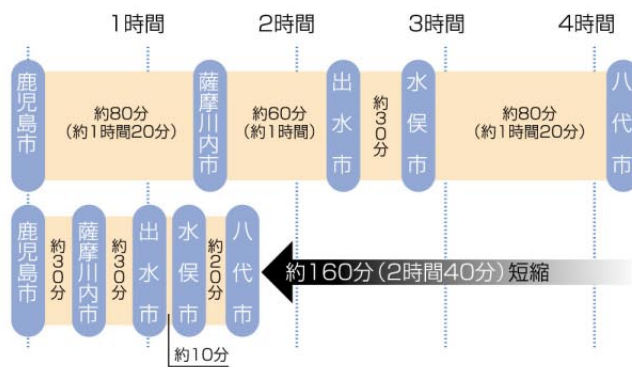 1時間
2時間
3時間
4時間
鹿児島市
約80分
(約1時間20分)
薩摩川内市
約60分
(約1時間)
出水市
約30分
水俣市
約80分
(約1時間20分)
八代市
鹿児島市
約30分
薩摩川内市
約30分
出水市
水俣市
約20分
八代市
約160分(2時間40分)短縮
約10分